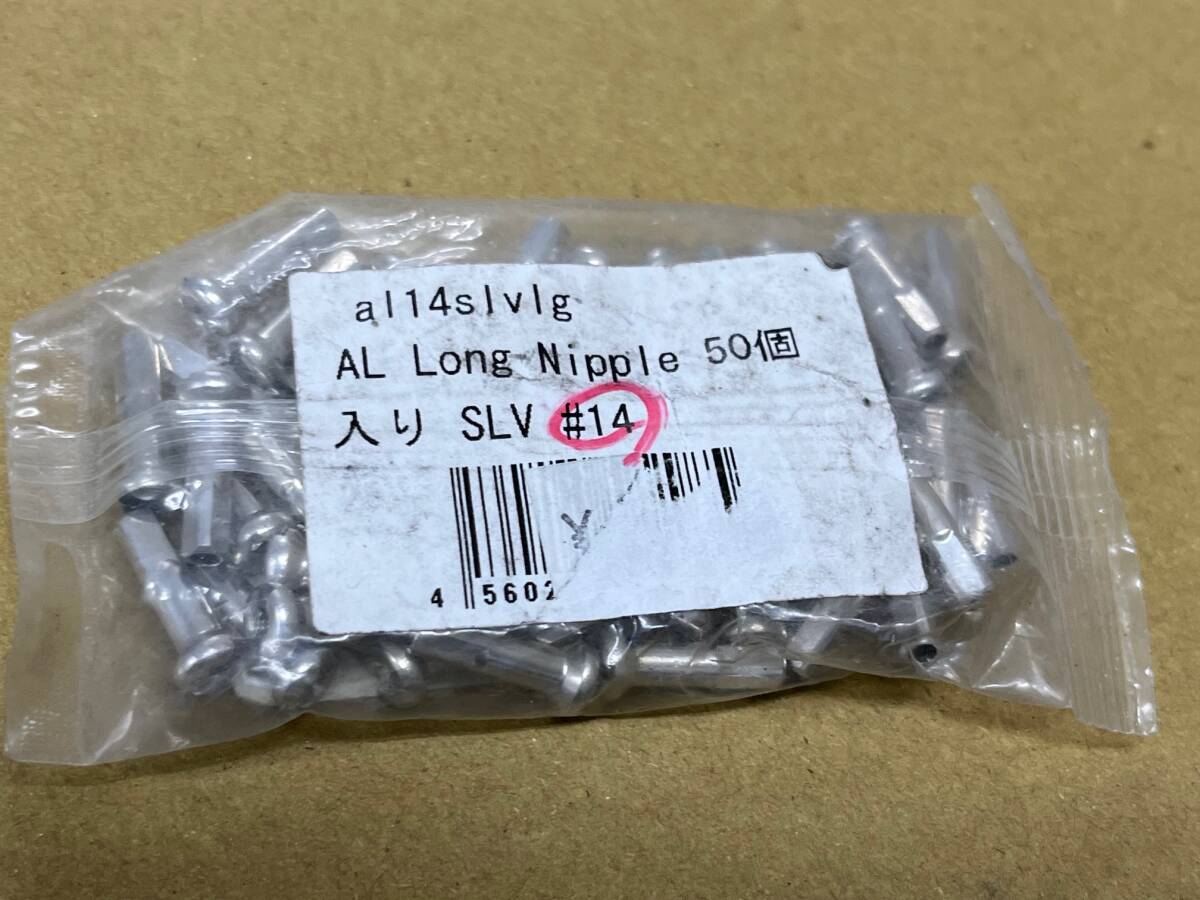 al14slvlg
AL Long Nipple 50個
入り SLV #14
¥
4 5602